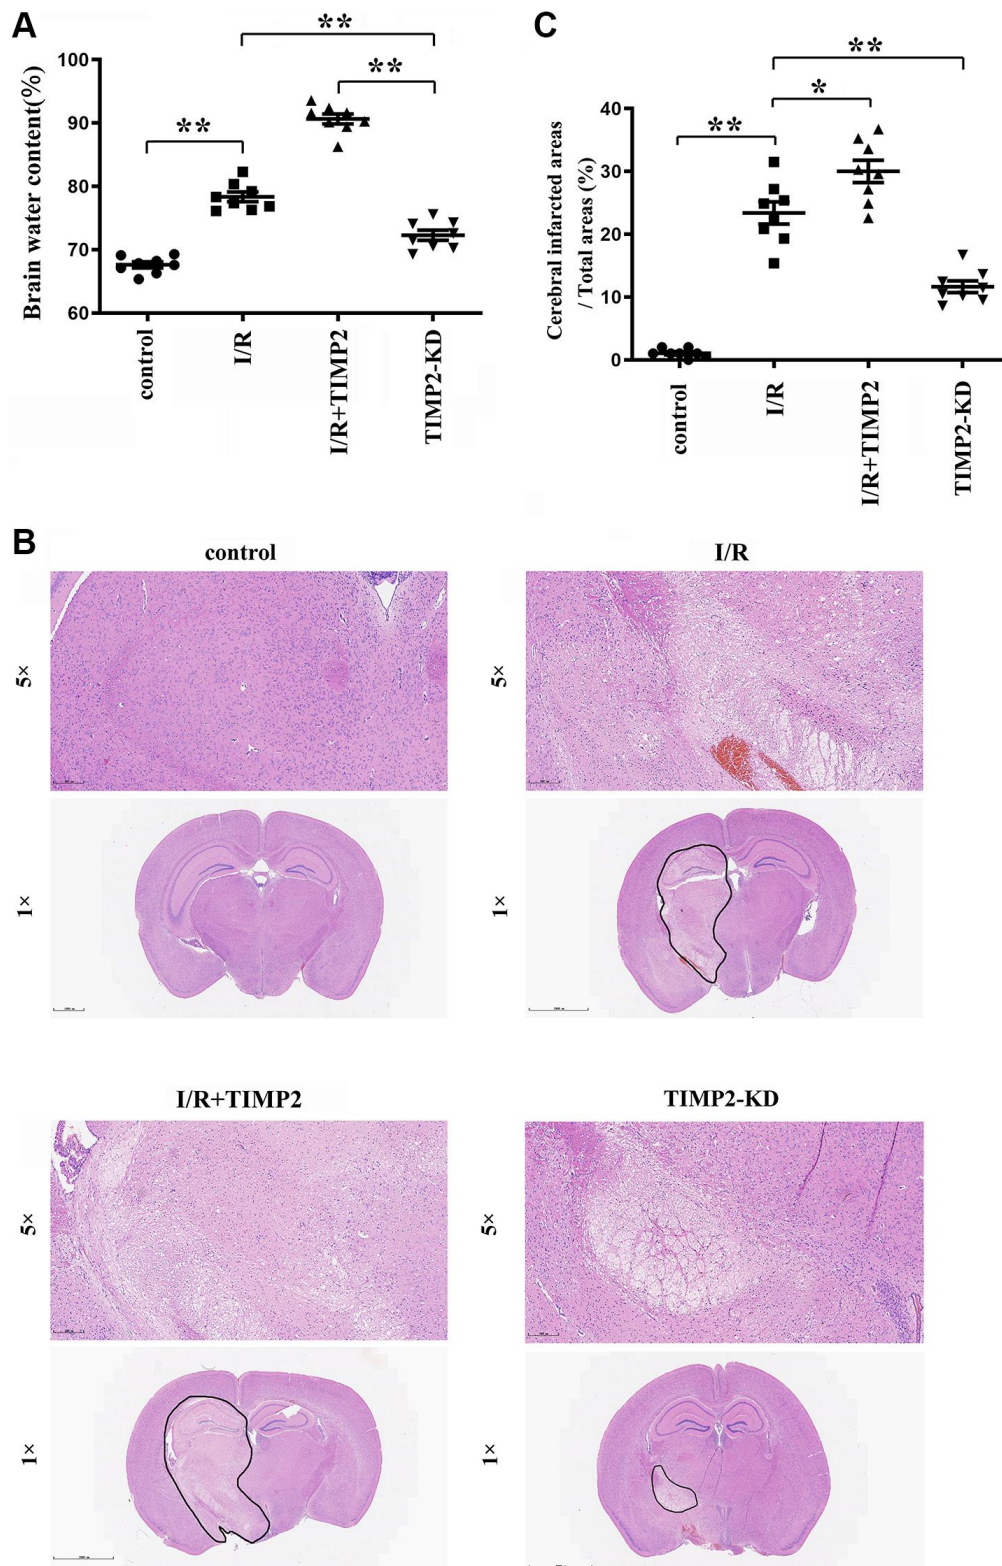 A
Brain water content(%)
100
90
80
70
60
**
**
**
control
I/R
I/R+TIMP2
TIMP2-KD
C
Cerebral infarcted areas
/ Total areas (%)
40
30
20
10
0
**
*
**
control
I/R
I/R+TIMP2
TIMP2-KD
B
control
I/R
5×
5×
1×
1×
I/R+TIMP2
TIMP2-KD
5×
5×
1×
1×